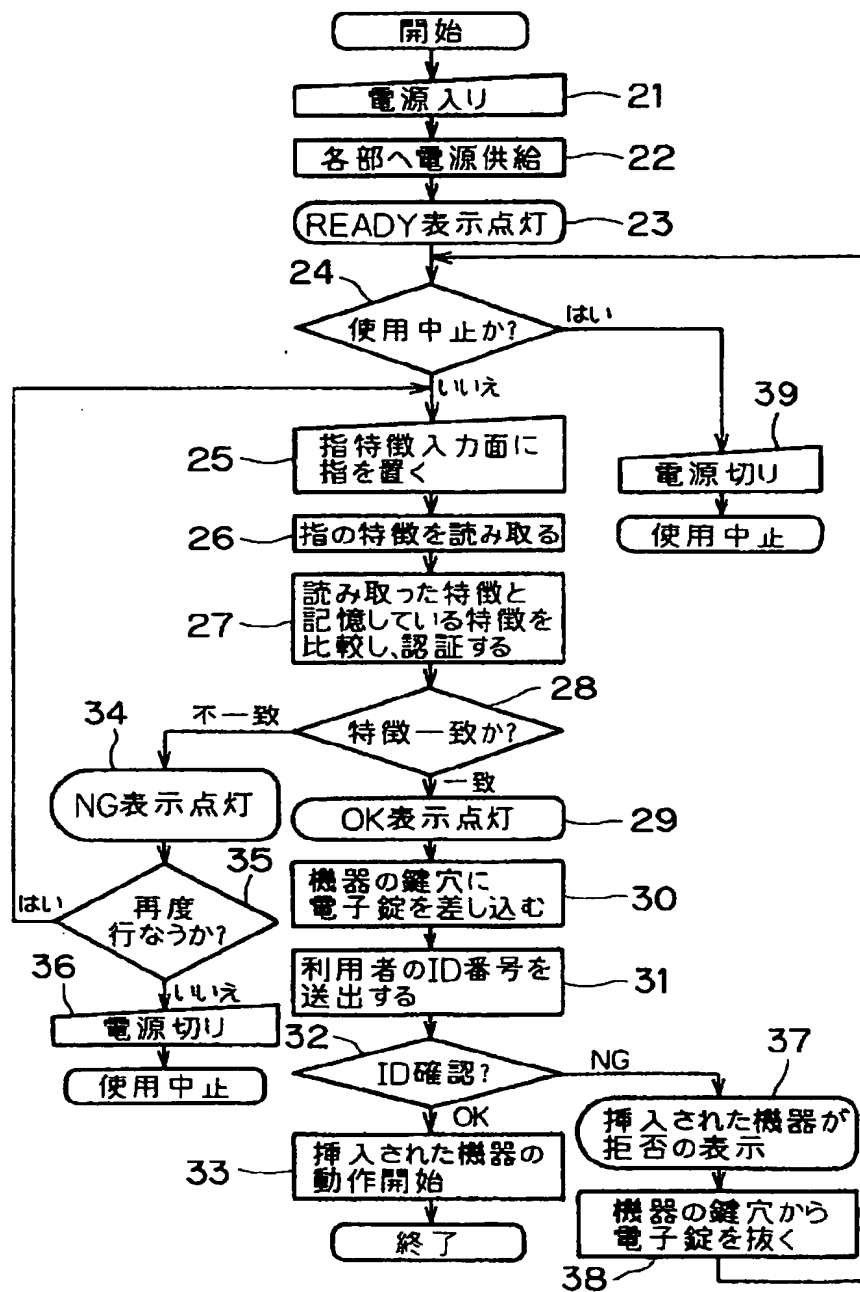 開始
電源入り
21
各部へ電源供給
22
READY表示点灯
23
24
使用中止か?
はい
いいえ
39
電源切り
使用中止
指特徴入力面に
指を置く
25
指の特徴を読み取る
26
読み取った特徴と
記憶している特徴を
比較し、認証する
27
28
特徴一致か?
不一致
一致
34
NG表示点灯
OK表示点灯
29
35
再度
行なうか?
はい
いいえ
機器の鍵穴に
電子錠を差し込む
30
利用者のID番号を
送出する
31
36
電源切り
使用中止
32
ID確認?
NG
OK
37
挿入された機器が
拒否の表示
挿入された機器の
動作開始
33
機器の鍵穴から
電子錠を抜く
38
終了